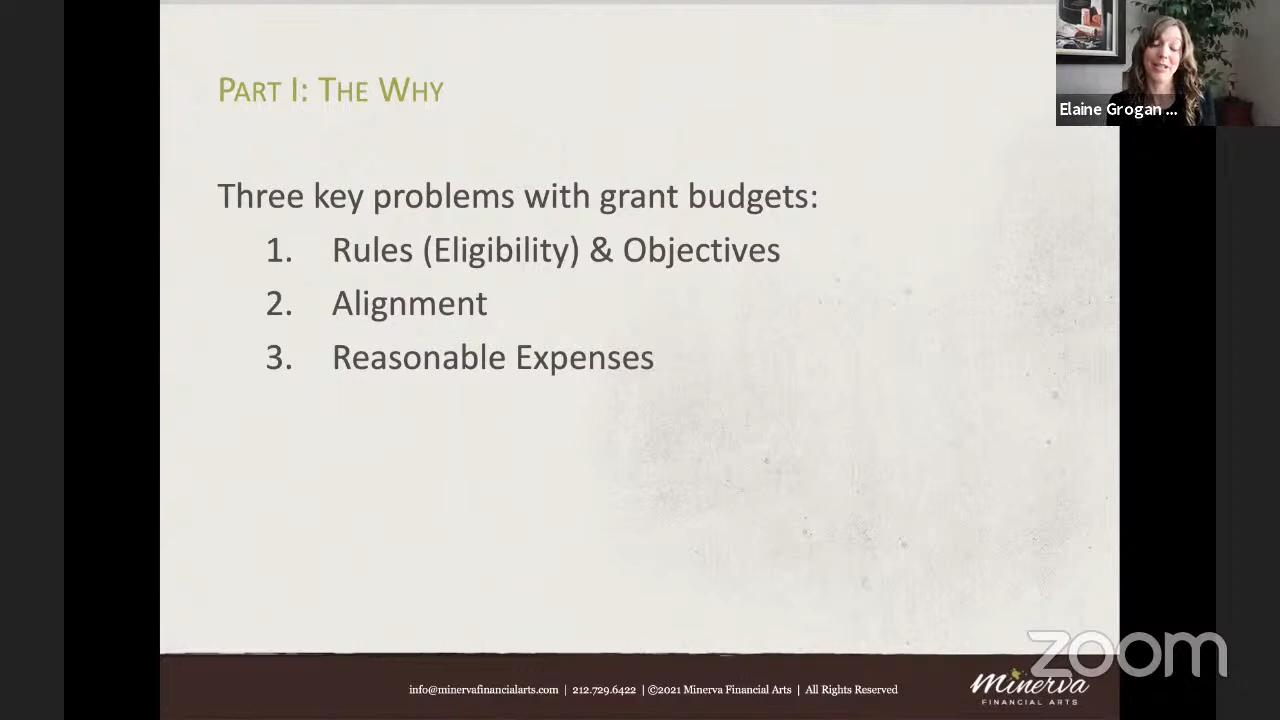 Part I: The Why
Elaine Grogan ...
Three key problems with grant budgets:
1. Rules (Eligibility) & Objectives
2. Alignment
3. Reasonable Expenses
zoom
info@minervafinancialarts.com | 212.729.6422 | ©2021 Minerva Financial Arts | All Rights Reserved
Minerva
FINANCIAL ARTS